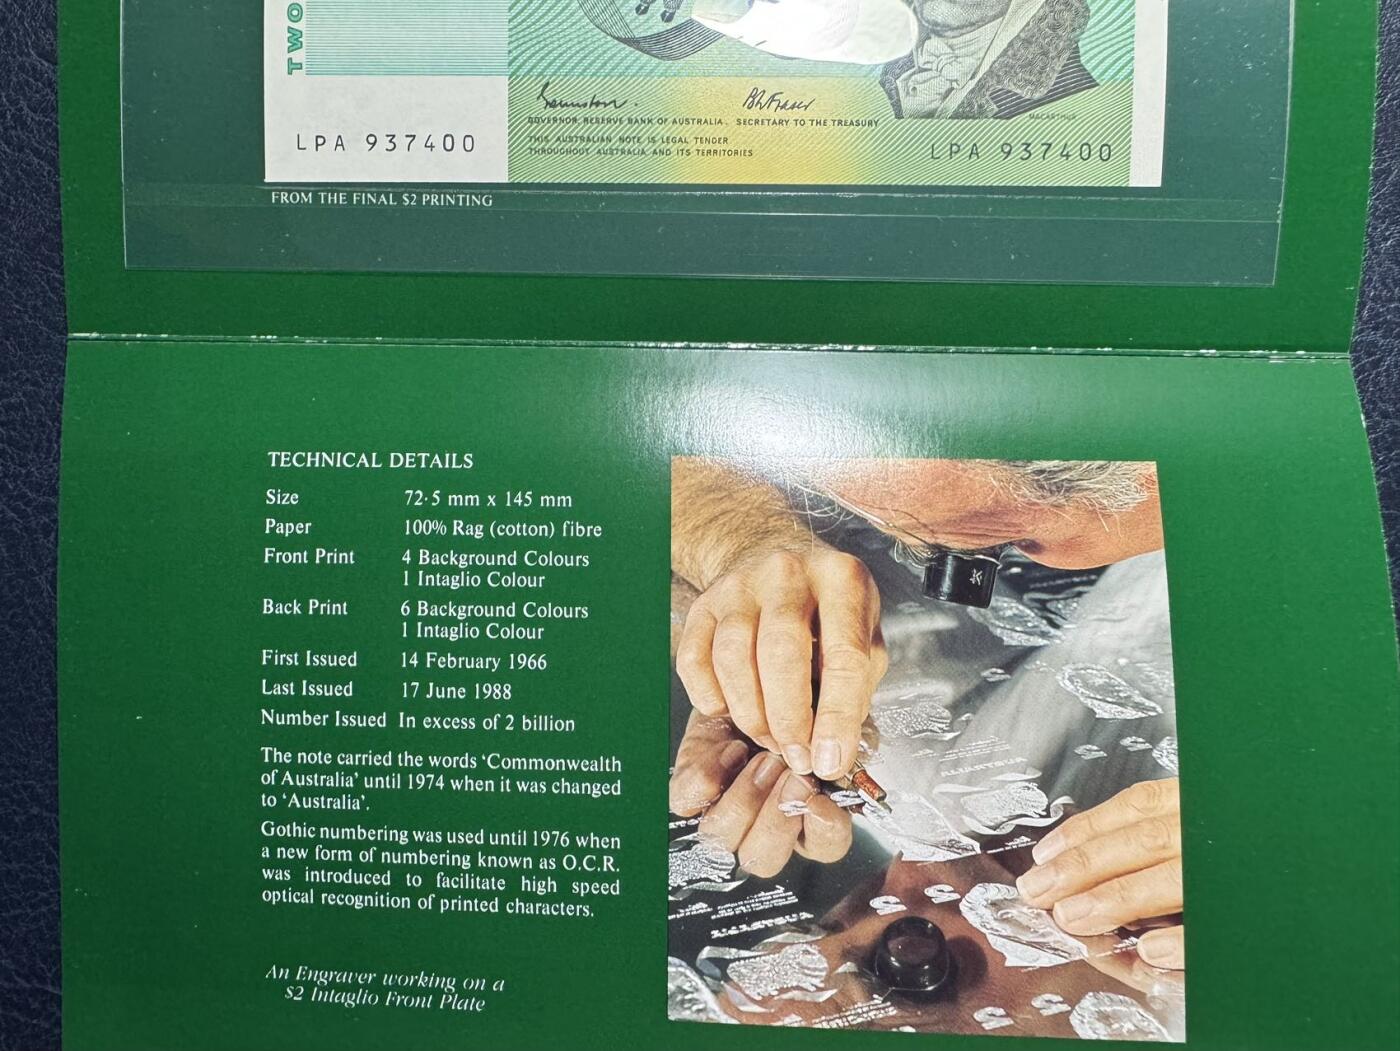 TWO
GOVERNOR, RESERVE BANK OF AUSTRALIA. SECRETARY TO THE TREASURY
MACARTHUR
THIS AUSTRALIAN NOTE IS LEGAL TENDER
THROUGHOUT AUSTRALIA AND ITS TERRITORIES
LPA 937400
LPA 937400
FROM THE FINAL $2 PRINTING
TECHNICAL DETAILS
Size 72·5 mm x 145 mm
Paper 100% Rag (cotton) fibre
Front Print 4 Background Colours
1 Intaglio Colour
Back Print 6 Background Colours
1 Intaglio Colour
First Issued 14 February 1966
Last Issued 17 June 1988
Number Issued In excess of 2 billion
The note carried the words ‘Commonwealth
of Australia’ until 1974 when it was changed
to ‘Australia’.
Gothic numbering was used until 1976 when
a new form of numbering known as O.C.R.
was introduced to facilitate high speed
optical recognition of printed characters.
An Engraver working on a
$2 Intaglio Front Plate